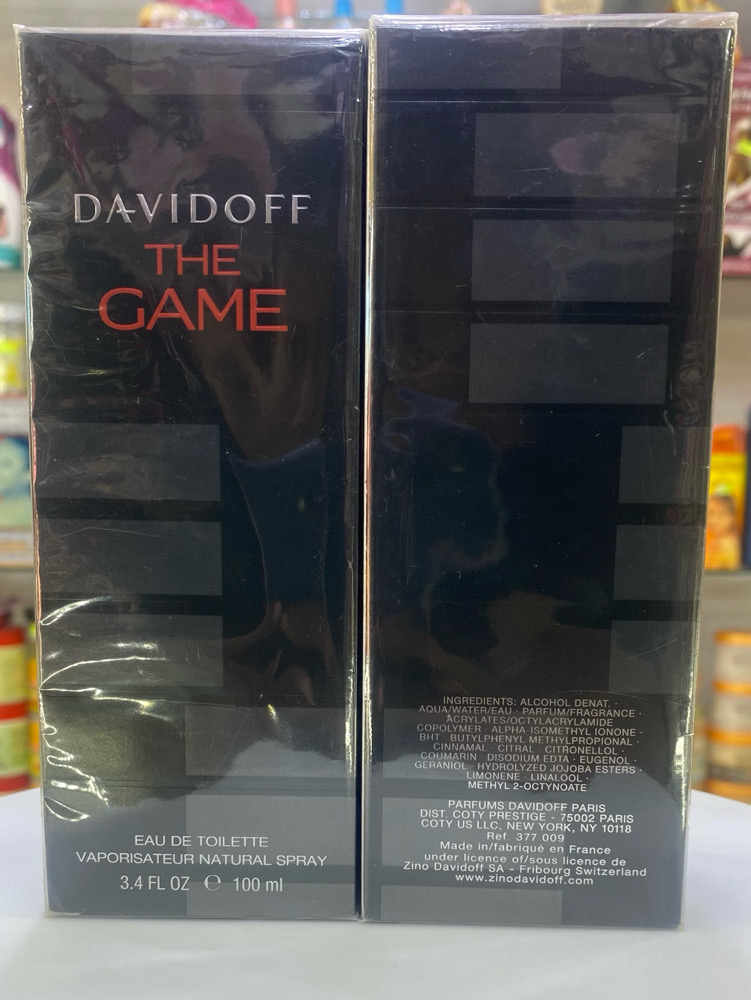 DAVIDOFF
THE
GAME
EAU DE TOILETTE
VAPORISATEUR NATURAL SPRAY
3.4 FL OZ ℮ 100 ml
INGREDIENTS: ALCOHOL DENAT. ·
AQUA/WATER/EAU · PARFUM/FRAGRANCE ·
ACRYLATES/OCTYLACRYLAMIDE
COPOLYMER · ALPHA-ISOMETHYL IONONE ·
BHT · BUTYLPHENYL METHYLPROPIONAL ·
CINNAMAL · CITRAL · CITRONELLOL ·
COUMARIN · DISODIUM EDTA · EUGENOL ·
GERANIOL · HYDROLYZED JOJOBA ESTERS ·
LIMONENE · LINALOOL ·
METHYL 2-OCTYNOATE
PARFUMS DAVIDOFF PARIS
DIST. COTY PRESTIGE - 75002 PARIS
COTY US LLC, NEW YORK, NY 10118
Ref. 377 009
Made in/fabriqué en France
under licence of/sous licence de
Zino Davidoff SA - Fribourg Switzerland
www.zinodavidoff.com